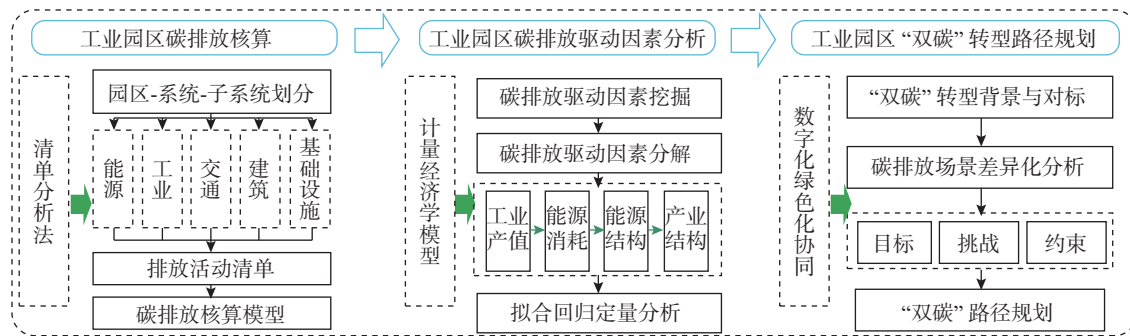 工业园区碳排放核算
工业园区碳排放驱动因素分析
工业园区 “双碳” 转型路径规划
清单分析法
园区-系统-子系统划分
能源
工业
交通
建筑
基础设施
排放活动清单
碳排放核算模型
计量经济学模型
碳排放驱动因素挖掘
碳排放驱动因素分解
工业
产值
能源
消耗
能源
结构
产业
结构
拟合回归定量分析
数字化绿色化协同
“双碳” 转型背景与对标
碳排放场景差异化分析
目标
挑战
约束
“双碳” 路径规划